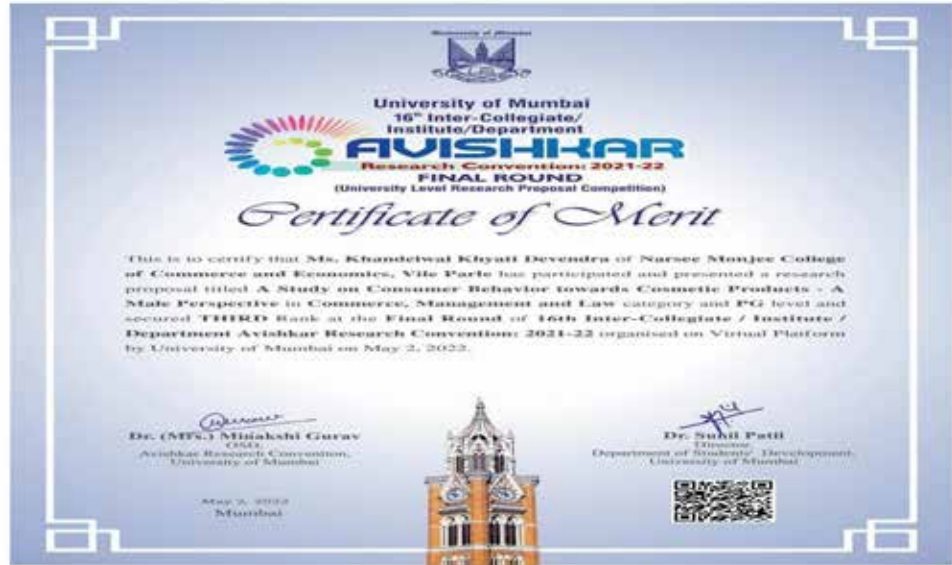 University of Mumbai
University of Mumbai
16th Inter-Collegiate/
Institute/Department
AVISHKAR
Research Convention: 2021-22
FINAL ROUND
(University Level Research Proposal Competition)
Certificate of Merit
This is to certify that Ms. Khandelwal Khyati Devendra of Narsee Monjee College
of Commerce and Economics, Vile Parle has participated and presented a research
proposal titled A Study on Consumer Behavior towards Cosmetic Products - A
Male Perspective in Commerce, Management and Law category and PG level and
secured THIRD Rank at the Final Round of 16th Inter-Collegiate / Institute /
Department Avishkar Research Convention: 2021-22 organised on Virtual Platform
by University of Mumbai on May 2, 2022.
Dr. (Mrs.) Minakshi Gurav
OSD,
Avishkar Research Convention,
University of Mumbai
Dr. Sunil Patil
Director,
Department of Students' Development,
University of Mumbai
May 2, 2022
Mumbai